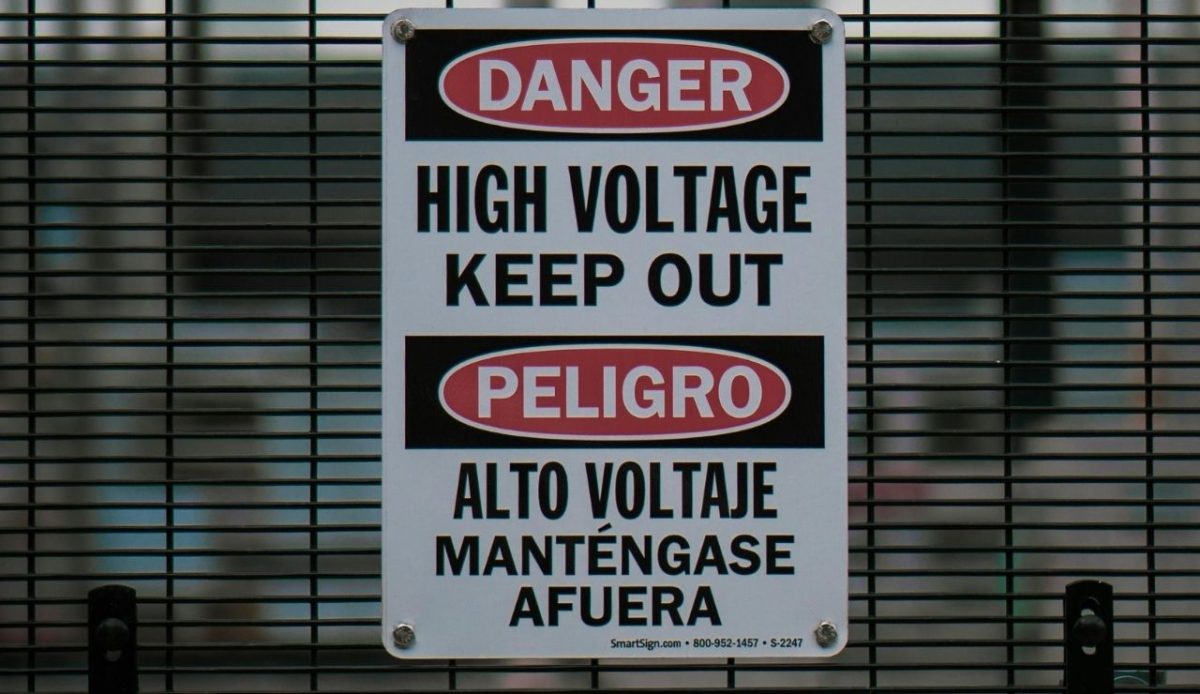 DANGER
HIGH VOLTAGE
KEEP OUT
PELIGRO
ALTO VOLTAJE
MANTÉNGASE
AFUERA
SmartSign.com • 800-952-1457 • S-2247